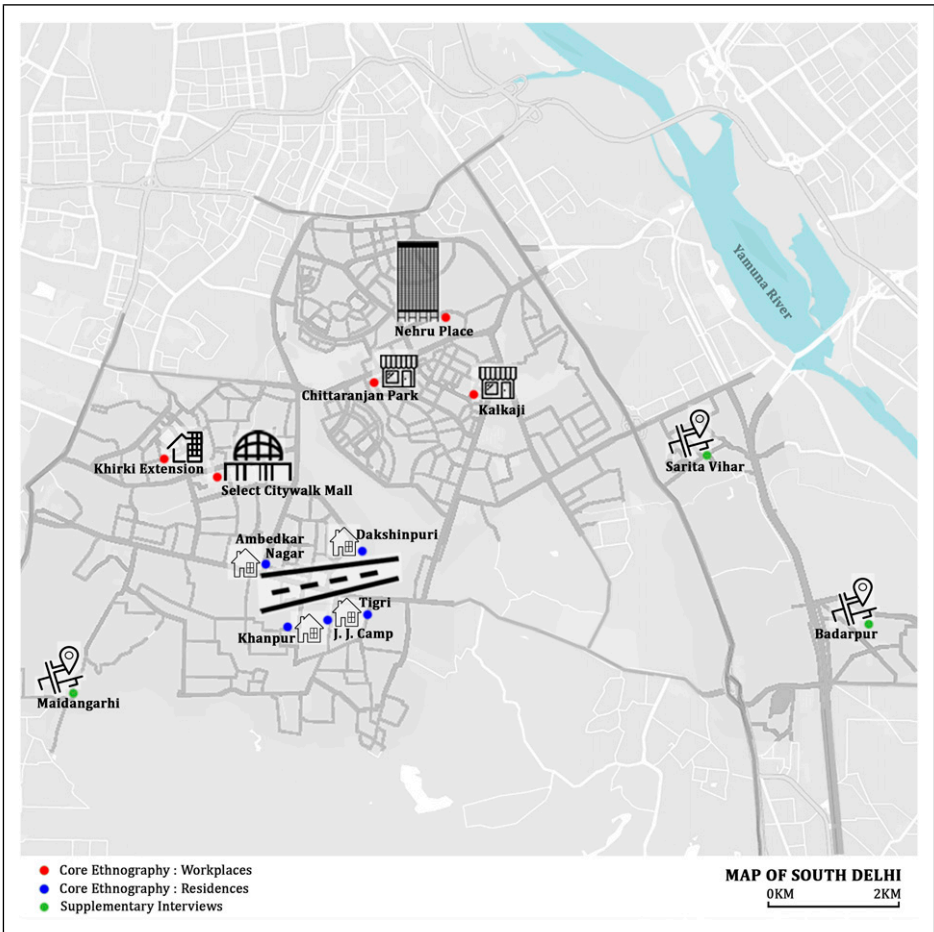 Yamuna River
Nehru Place
Chittaranjan Park
Kalkaji
Khirki Extension
Select Citywalk Mall
Sarita Vihar
Ambedkar
Nagar
Dakshinpuri
Tigri
Khanpur
J. J. Camp
Badarpur
Maidangarhi
Core Ethnography : Workplaces
Core Ethnography : Residences
Supplementary Interviews
MAP OF SOUTH DELHI
0KM 2KM